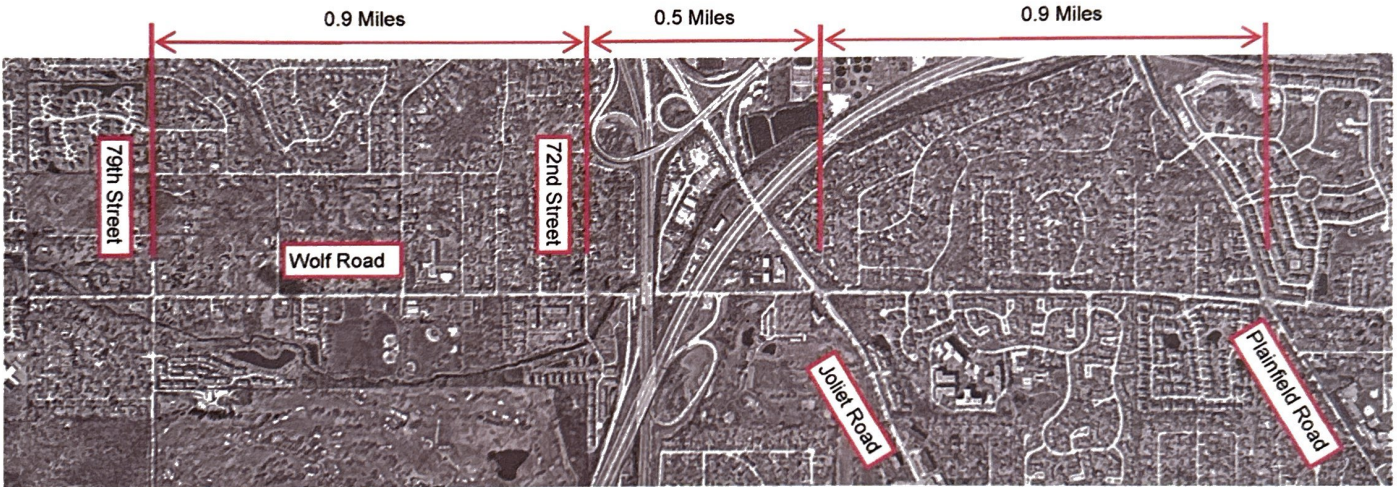 0.9 Miles
0.5 Miles
0.9 Miles
79th Street
72nd Street
Wolf Road
Joliet Road
Plainfield Road